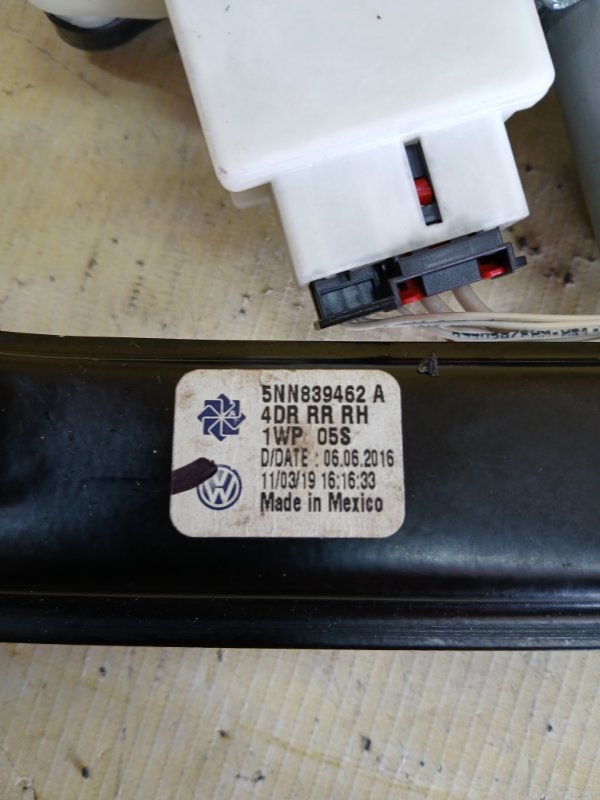 5NN839462 A
4DR RR RH
1WP 05S
D/DATE : 06.06.2016
11/03/19 16:16:33
Made in Mexico